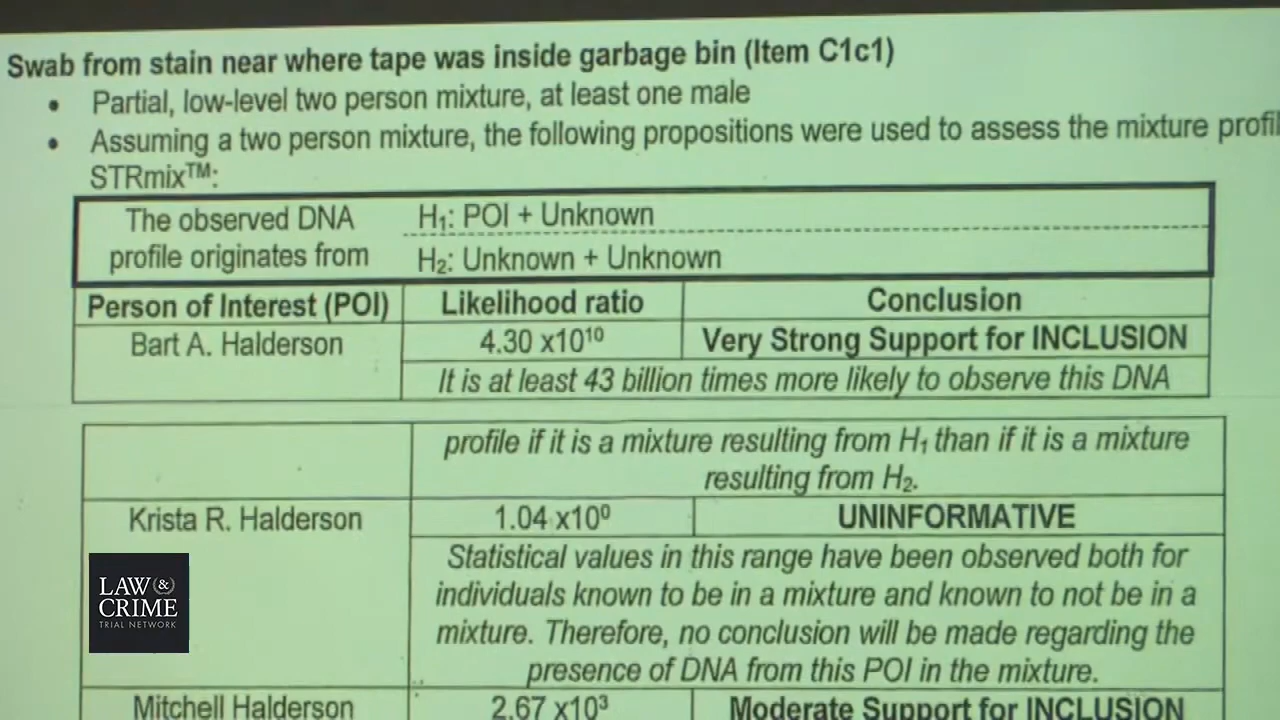 Swab from stain near where tape was inside garbage bin (Item C1c1)
• Partial, low-level two person mixture, at least one male
• Assuming a two person mixture, the following propositions were used to assess the mixture profil
STRmix™:
The observed DNA profile originates from
H₁: POI + Unknown
H₂: Unknown + Unknown
Person of Interest (POI) Likelihood ratio Conclusion
Bart A. Halderson 4.30 x10¹⁰ Very Strong Support for INCLUSION
It is at least 43 billion times more likely to observe this DNA
profile if it is a mixture resulting from H₁ than if it is a mixture
resulting from H₂.
Krista R. Halderson 1.04 x10⁰ UNINFORMATIVE
Statistical values in this range have been observed both for
individuals known to be in a mixture and known to not be in a
mixture. Therefore, no conclusion will be made regarding the
presence of DNA from this POI in the mixture.
Mitchell Halderson 2.67 x10³ Moderate Support for INCLUSION
LAW &
CRIME
TRIAL NETWORK